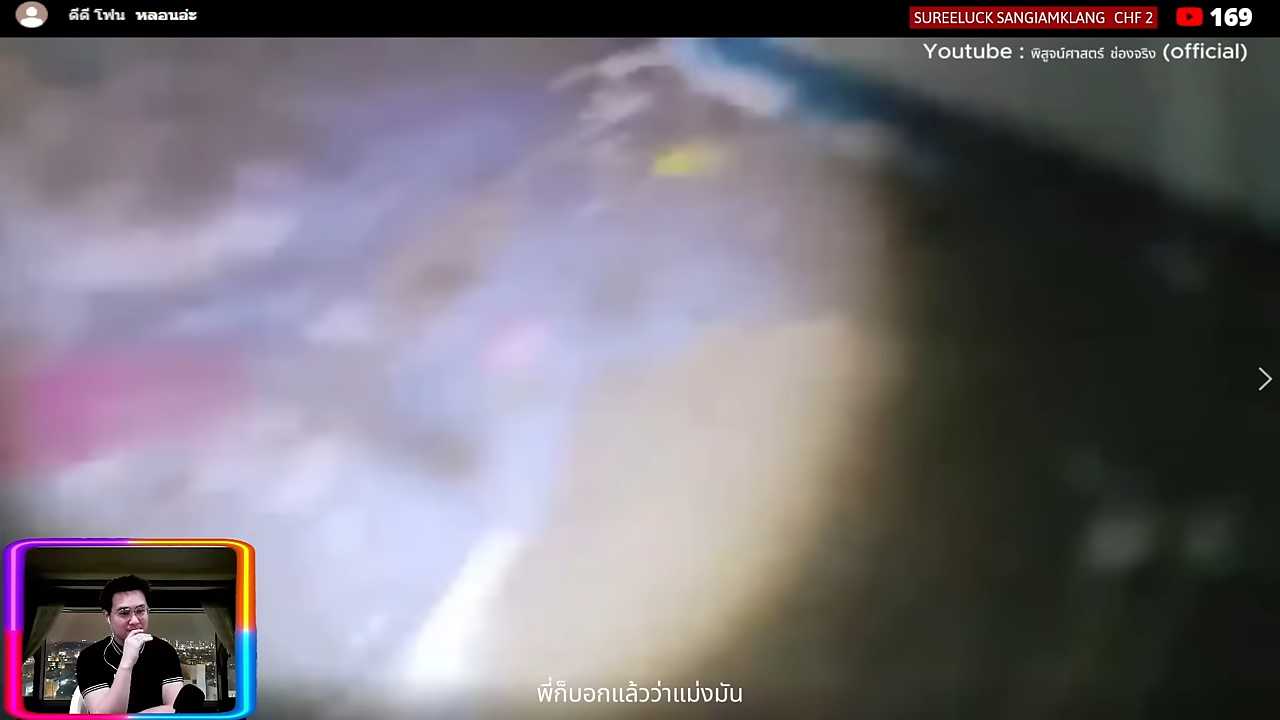 ดีดี โฟน หลอนอ่ะ
SUREELUCK SANGIAMKLANG CHF 2
169
Youtube : พิสูจน์ศาสตร์ ช่องจริง (official)
พี่ก็บอกแล้วว่าแม่งมัน